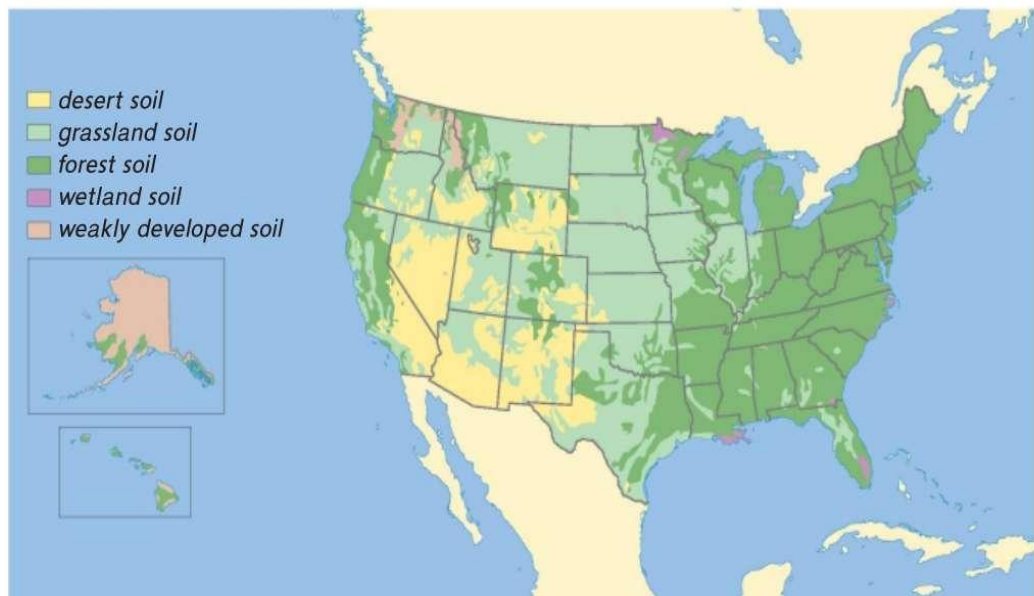 desert soil
grassland soil
forest soil
wetland soil
weakly developed soil